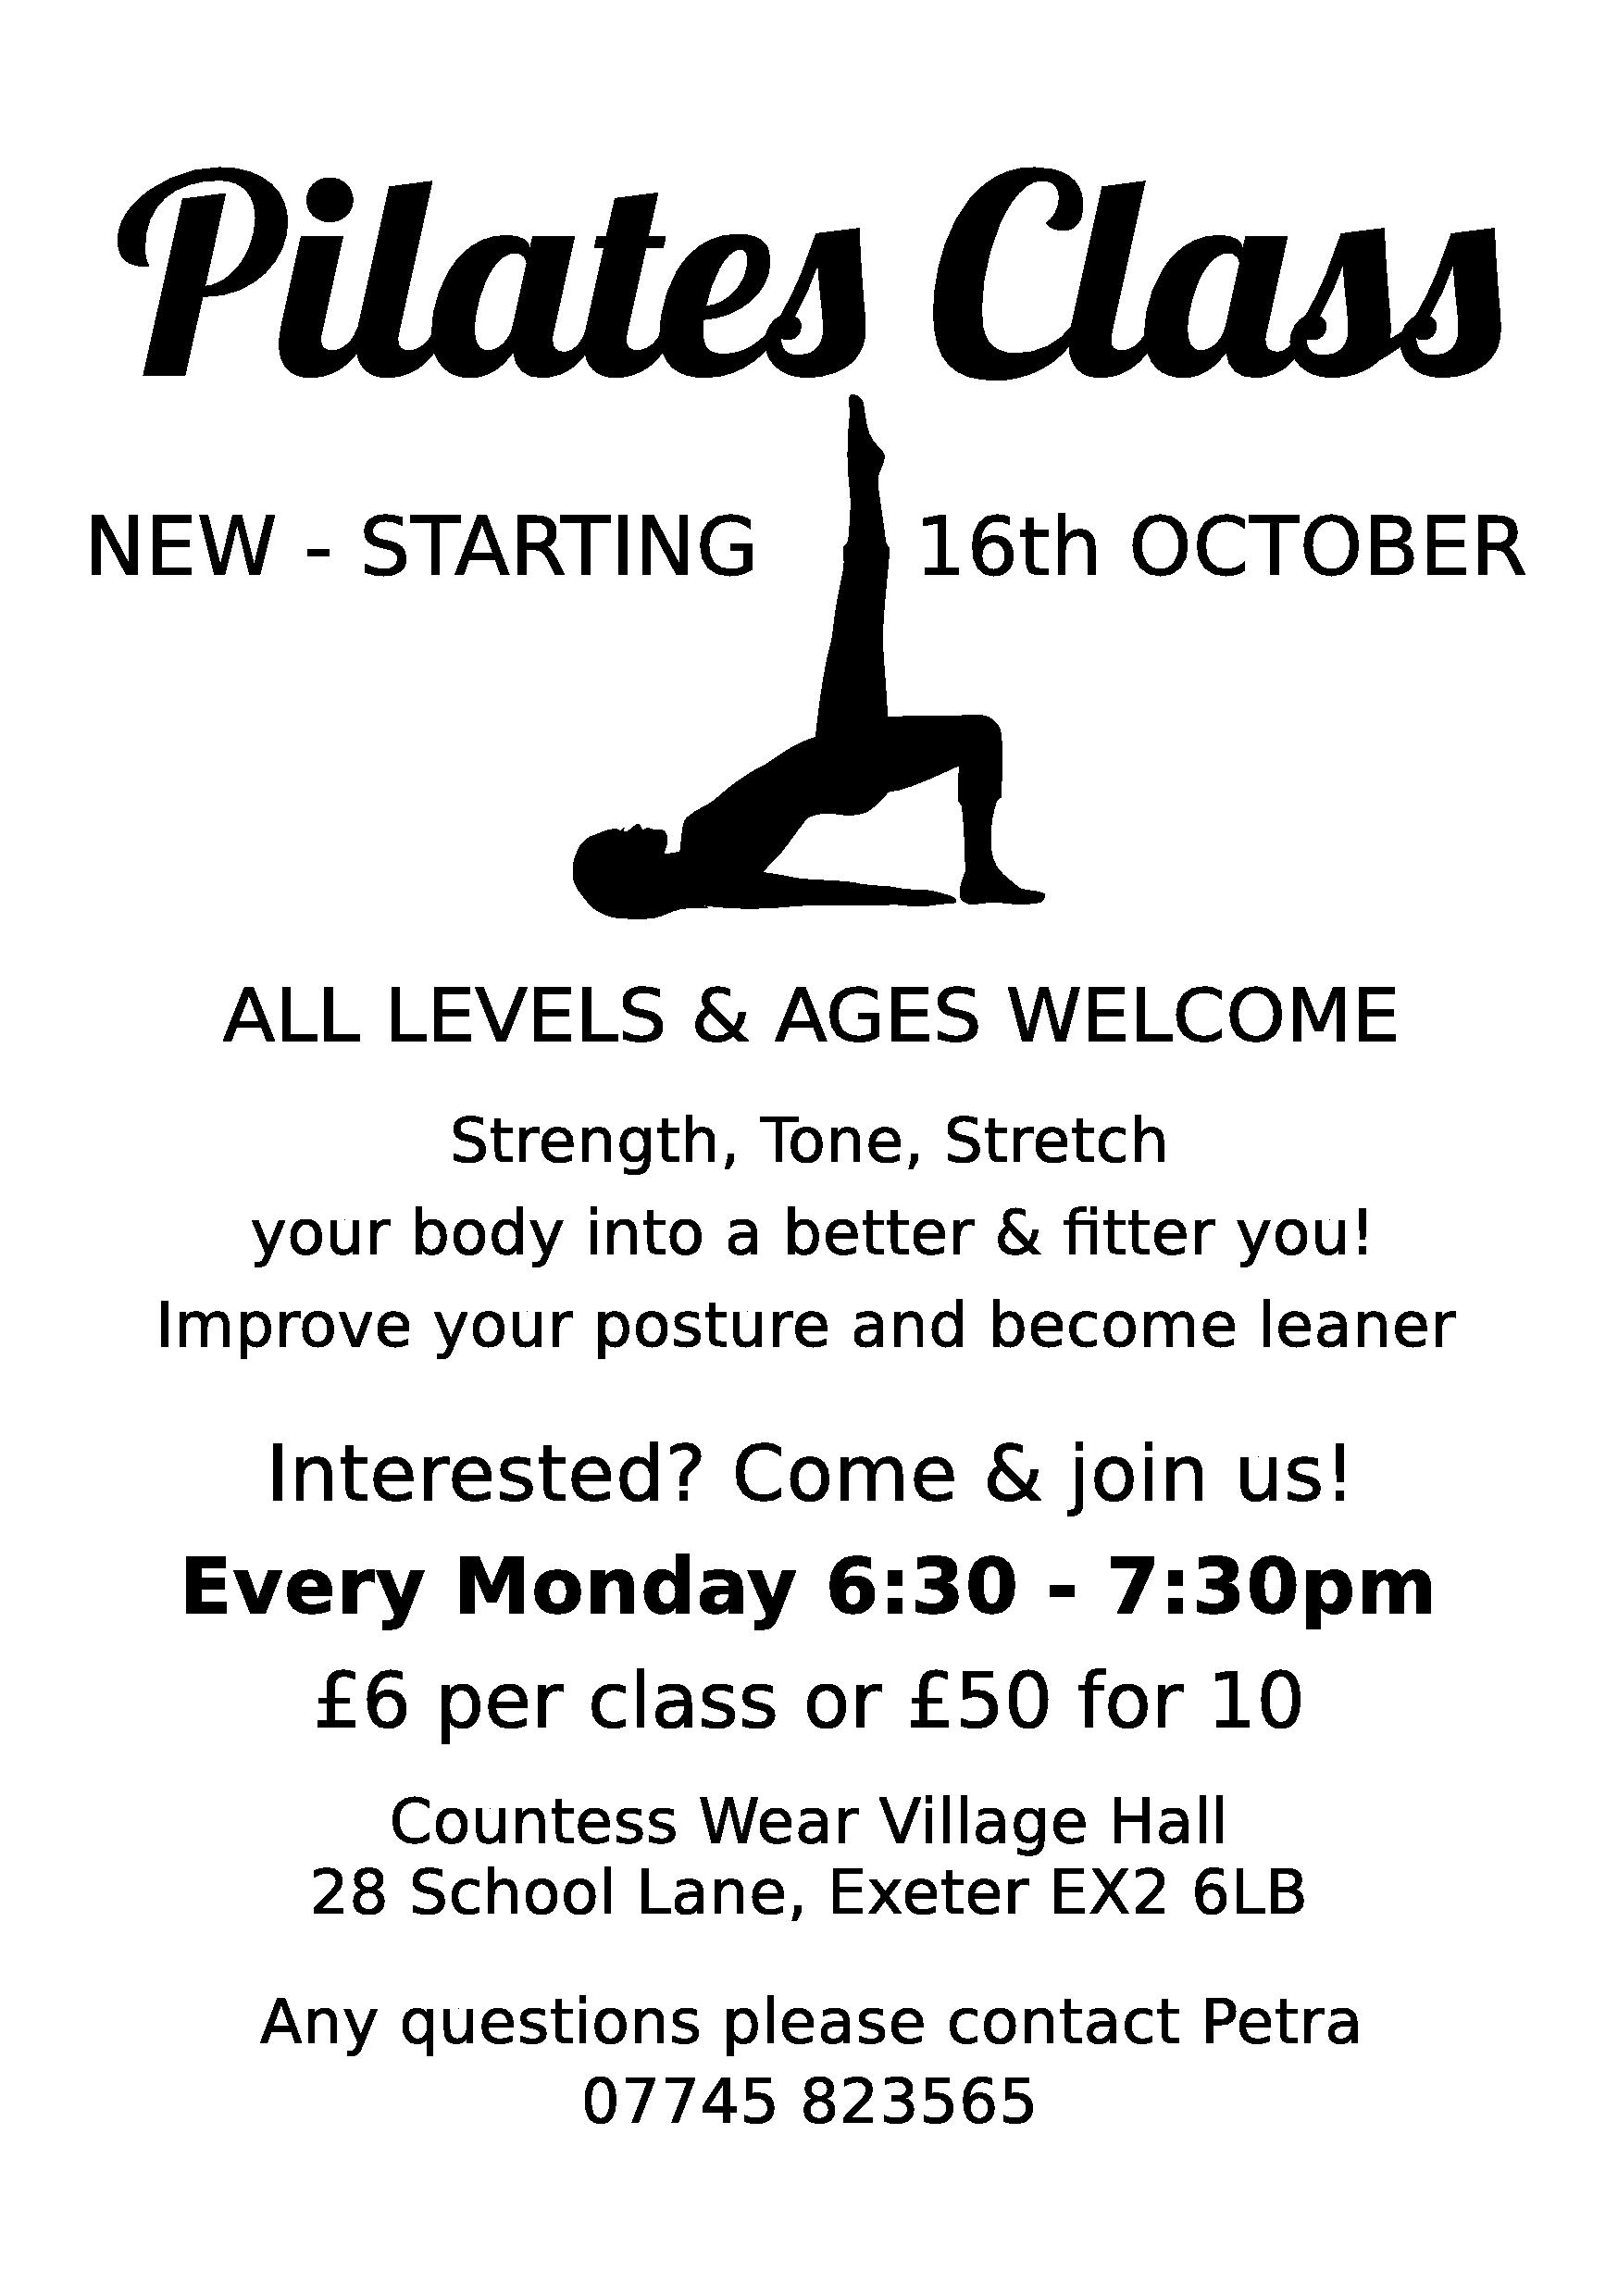 Pilates Class
NEW - STARTING 16th OCTOBER
ALL LEVELS & AGES WELCOME
Strength, Tone, Stretch
your body into a better & fitter you!
Improve your posture and become leaner
Interested? Come & join us!
Every Monday 6:30 - 7:30pm
£6 per class or £50 for 10
Countess Wear Village Hall
28 School Lane, Exeter EX2 6LB
Any questions please contact Petra
07745 823565